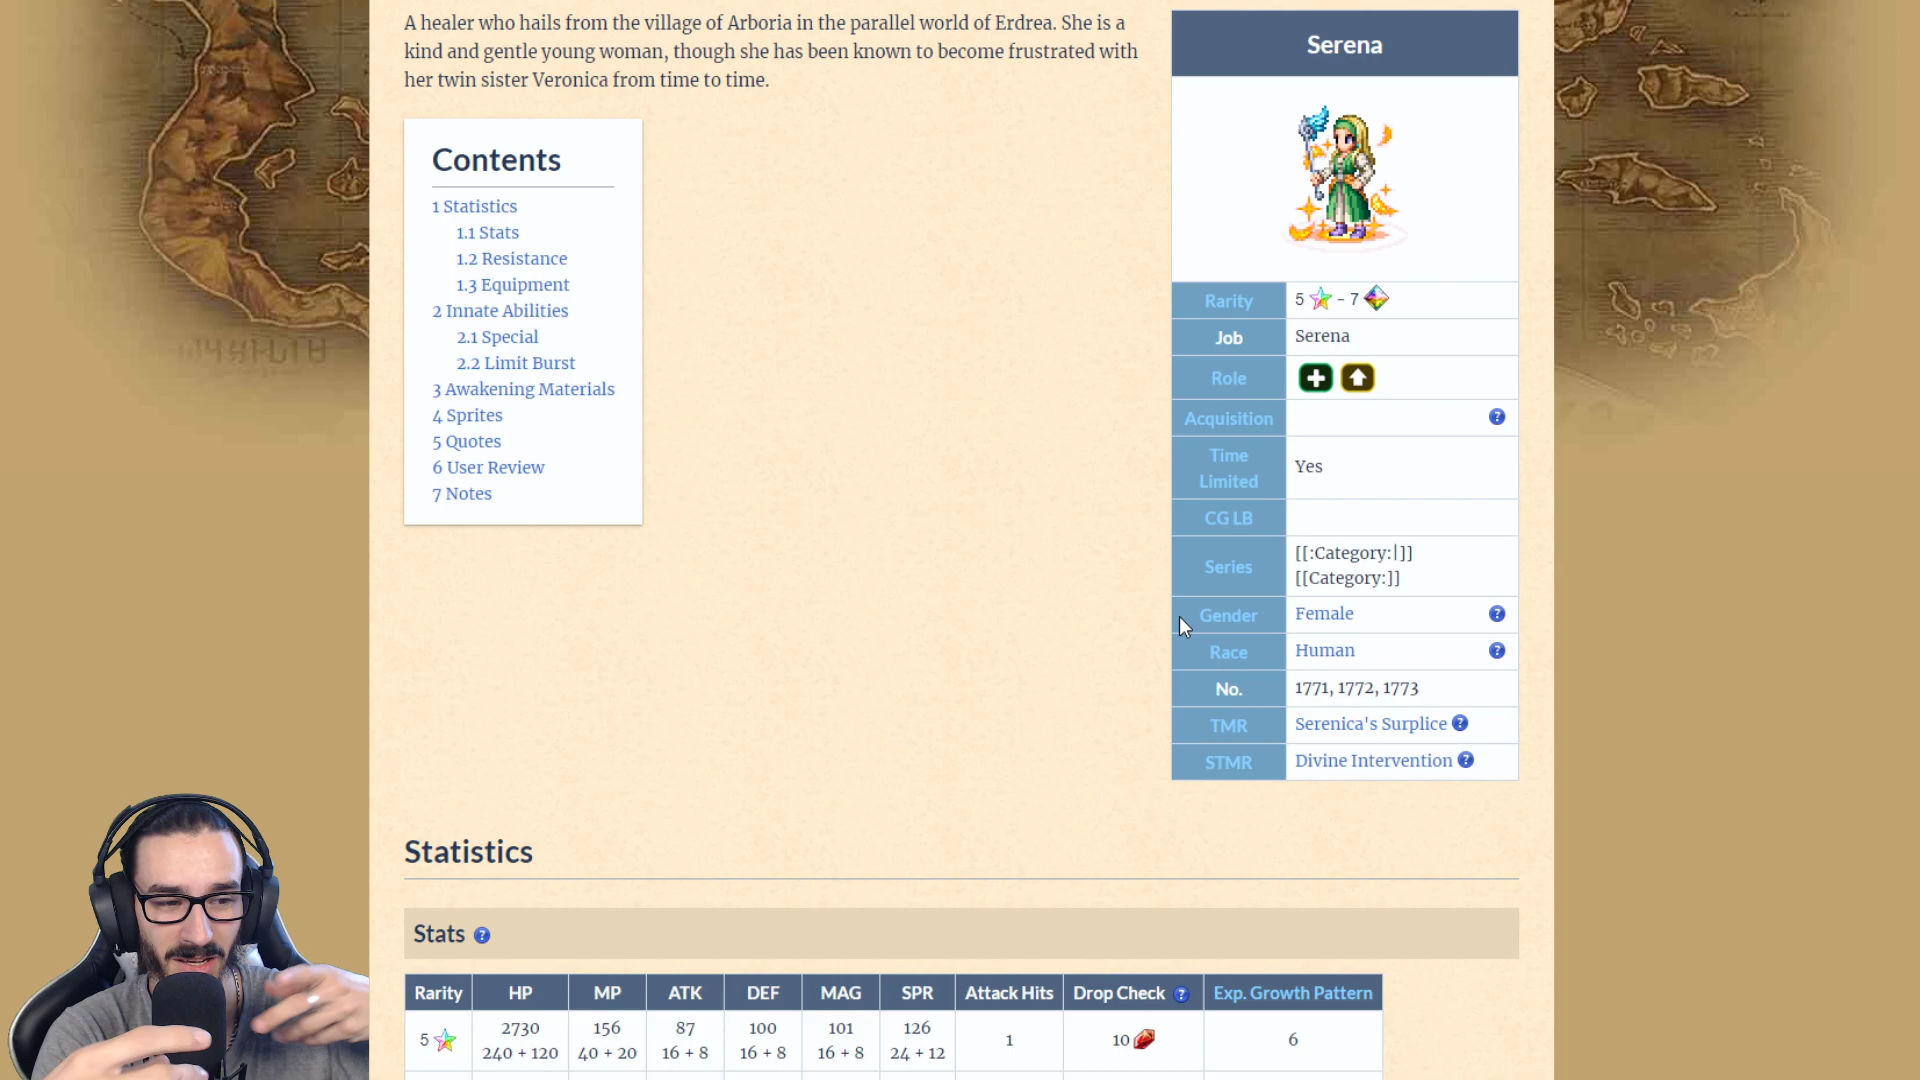 A healer who hails from the village of Arboria in the parallel world of Erdrea. She is a
kind and gentle young woman, though she has been known to become frustrated with
her twin sister Veronica from time to time.
Contents
1 Statistics
1.1 Stats
1.2 Resistance
1.3 Equipment
2 Innate Abilities
2.1 Special
2.2 Limit Burst
3 Awakening Materials
4 Sprites
5 Quotes
6 User Review
7 Notes
Serena
Rarity 5 - 7
Job Serena
Role
Acquisition ?
Time
Limited
Yes
CG LB
Series
[[:Category:|]]
[[Category:]]
Gender Female ?
Race Human ?
No. 1771, 1772, 1773
TMR Serenica's Surplice ?
STMR Divine Intervention ?
Statistics
Stats ?
Rarity HP MP ATK DEF MAG SPR Attack Hits Drop Check ? Exp. Growth Pattern
5 2730 156 87 100 101 126 1 10 6
240 + 120 40 + 20 16 + 8 16 + 8 16 + 8 24 + 12